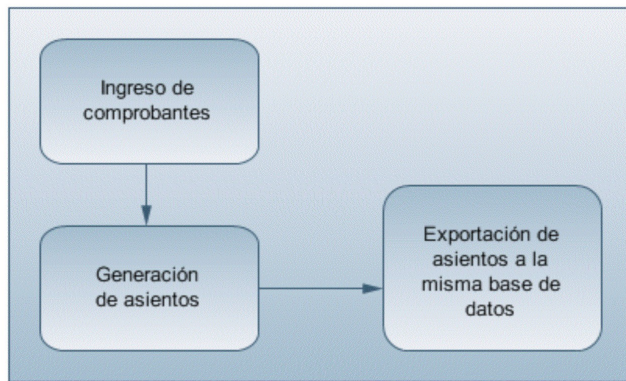 Ingreso de
comprobantes
Generación
de asientos
Exportación de
asientos a la
misma base de
datos